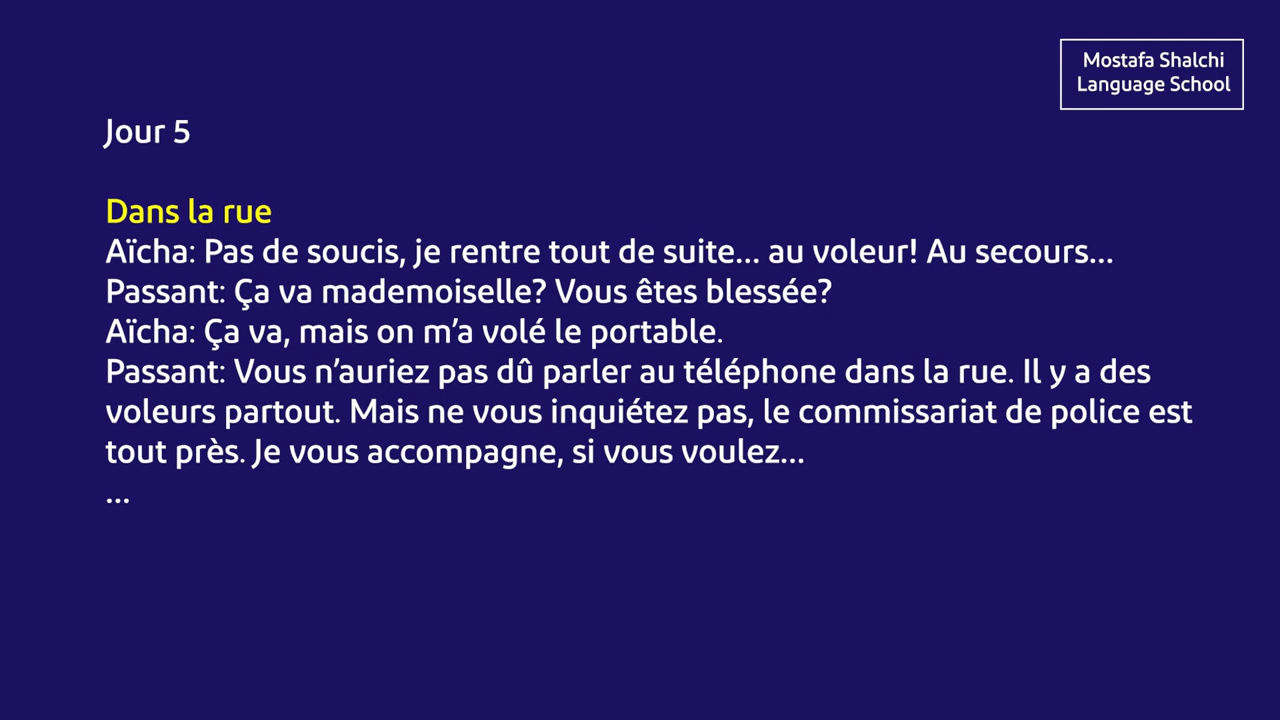 Mostafa Shalchi
Language School
Jour 5
Dans la rue
Aïcha: Pas de soucis, je rentre tout de suite... au voleur! Au secours...
Passant: Ça va mademoiselle? Vous êtes blessée?
Aïcha: Ça va, mais on m’a volé le portable.
Passant: Vous n’auriez pas dû parler au téléphone dans la rue. Il y a des
voleurs partout. Mais ne vous inquiétez pas, le commissariat de police est
tout près. Je vous accompagne, si vous voulez...
...